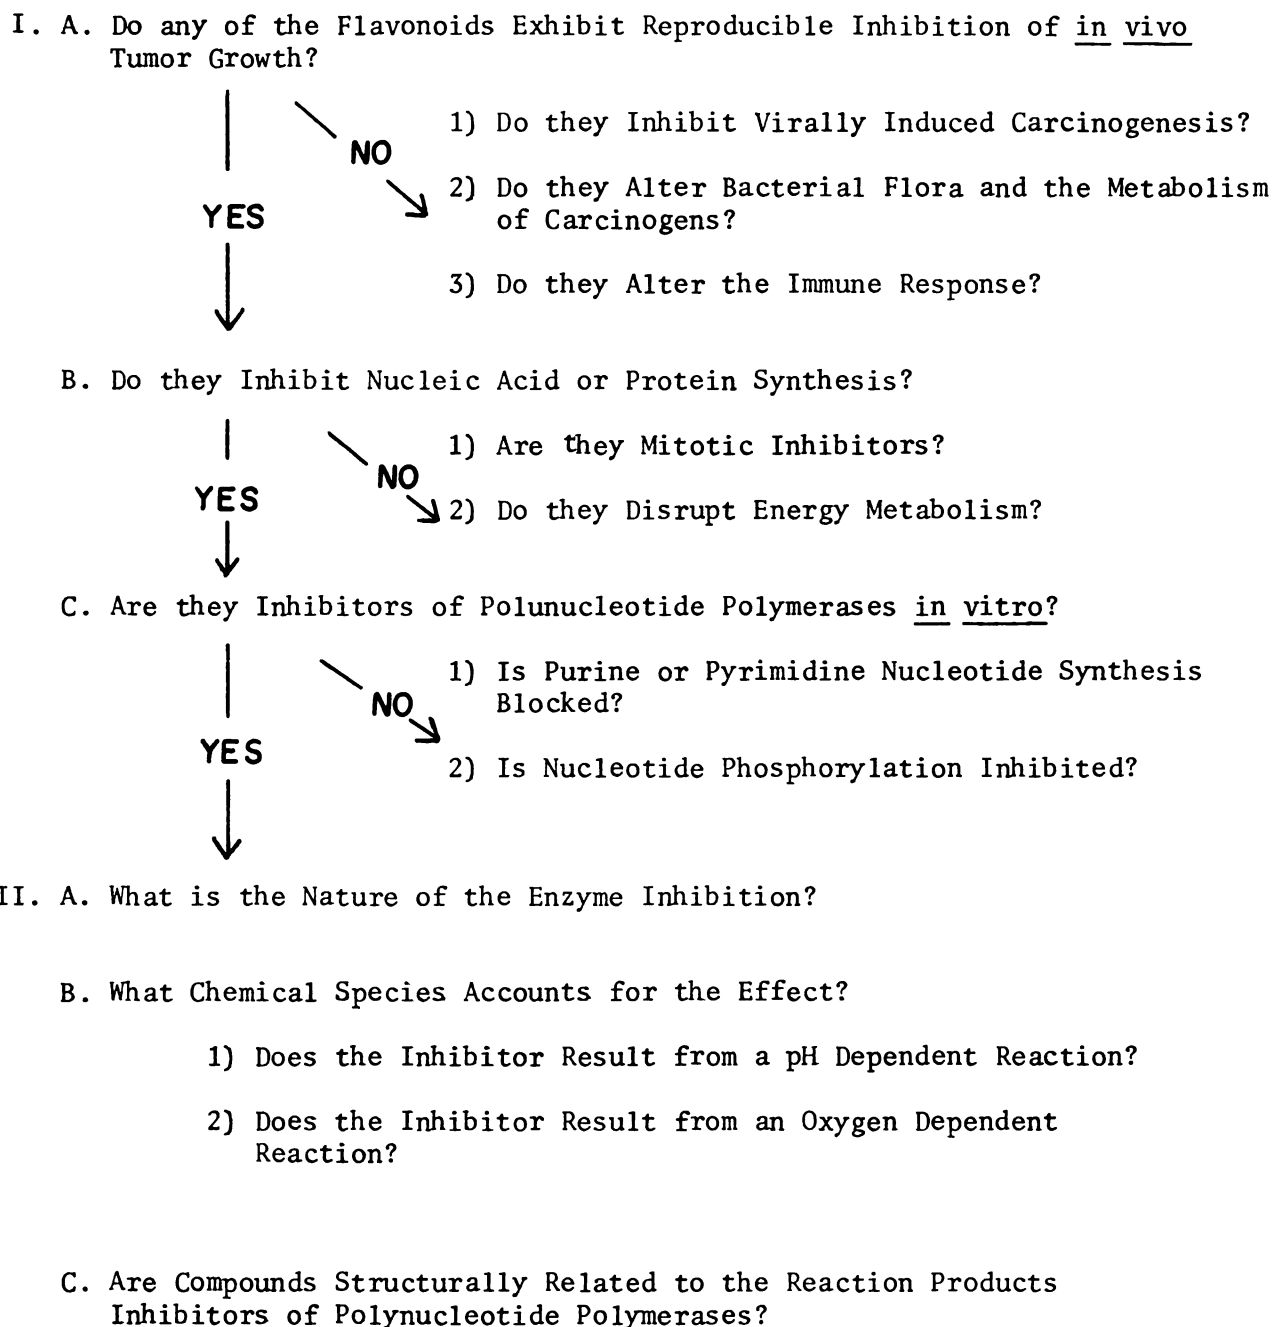 I. A. Do any of the Flavonoids Exhibit Reproducible Inhibition of in vivo
Tumor Growth?
1) Do they Inhibit Virally Induced Carcinogenesis?
NO
2) Do they Alter Bacterial Flora and the Metabolism
of Carcinogens?
YES
3) Do they Alter the Immune Response?
B. Do they Inhibit Nucleic Acid or Protein Synthesis?
1) Are they Mitotic Inhibitors?
NO
YES
2) Do they Disrupt Energy Metabolism?
C. Are they Inhibitors of Polunucleotide Polymerases in vitro?
1) Is Purine or Pyrimidine Nucleotide Synthesis
Blocked?
NO
YES
2) Is Nucleotide Phosphorylation Inhibited?
II. A. What is the Nature of the Enzyme Inhibition?
B. What Chemical Species Accounts for the Effect?
1) Does the Inhibitor Result from a pH Dependent Reaction?
2) Does the Inhibitor Result from an Oxygen Dependent
Reaction?
C. Are Compounds Structurally Related to the Reaction Products
Inhibitors of Polynucleotide Polymerases?